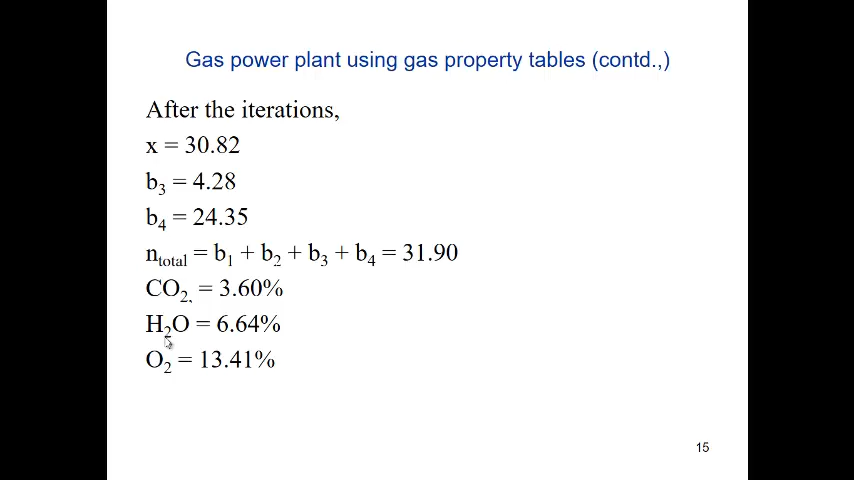 Gas power plant using gas property tables (contd.,)
After the iterations,
x = 30.82
b3 = 4.28
b4 = 24.35
ntotal = b1 + b2 + b3 + b4 = 31.90
CO2, = 3.60%
H2O = 6.64%
O2 = 13.41%
15